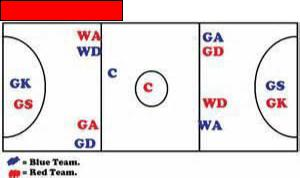 WA
GA
WD
GD
GK
C
GS
GS
C
WD
GK
GA
WA
GD
= Blue Team.
= Red Team.